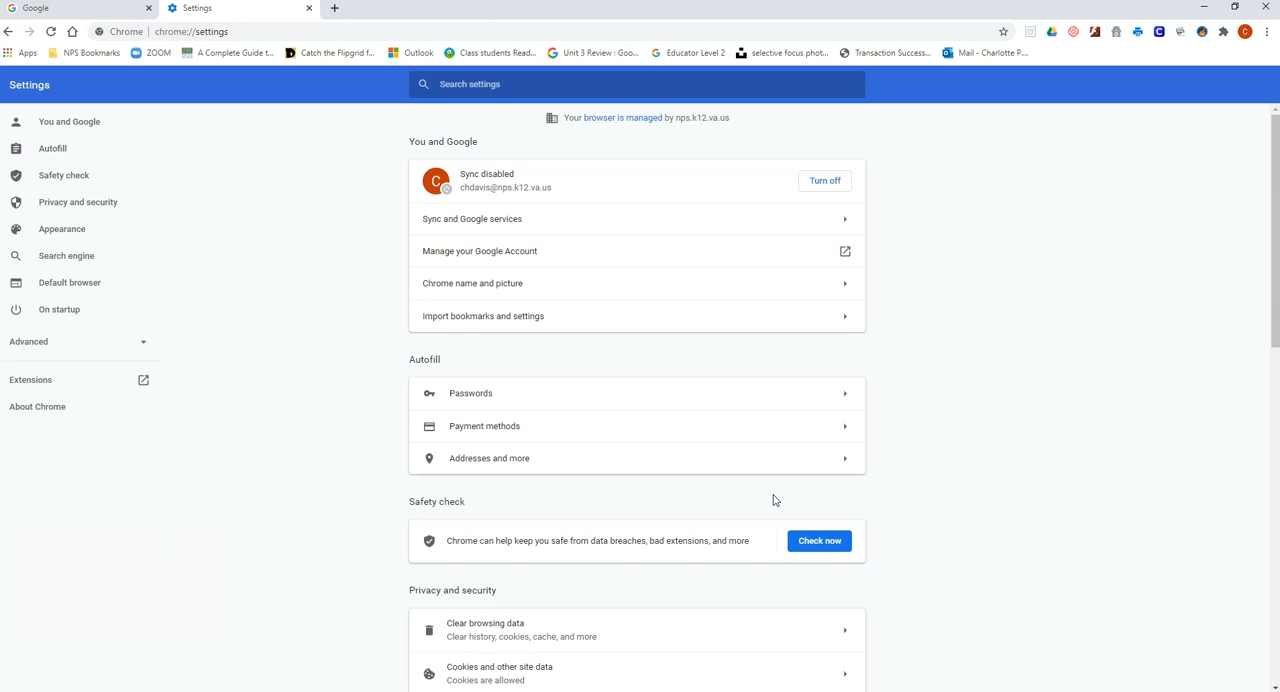 Google
Settings
Chrome | chrome://settings
Apps
NPS Bookmarks
ZOOM
A Complete Guide t...
Catch the Flipgrid f...
Outlook
Class students Read...
Unit 3 Review : Goo...
Educator Level 2
selective focus phot...
Transaction Success...
Mail - Charlotte P....
C
Settings
Search settings
You and Google
Autofill
Safety check
Privacy and security
Appearance
Search engine
Default browser
On startup
Advanced
Extensions
About Chrome
Your browser is managed by nps.k12.va.us
You and Google
C
Sync disabled
chdavis@nps.k12.va.us
Turn off
Sync and Google services
Manage your Google Account
Chrome name and picture
Import bookmarks and settings
Autofill
Passwords
Payment methods
Addresses and more
Safety check
Chrome can help keep you safe from data breaches, bad extensions, and more
Check now
Privacy and security
Clear browsing data
Clear history, cookies, cache, and more
Cookies and other site data
Cookies are allowed